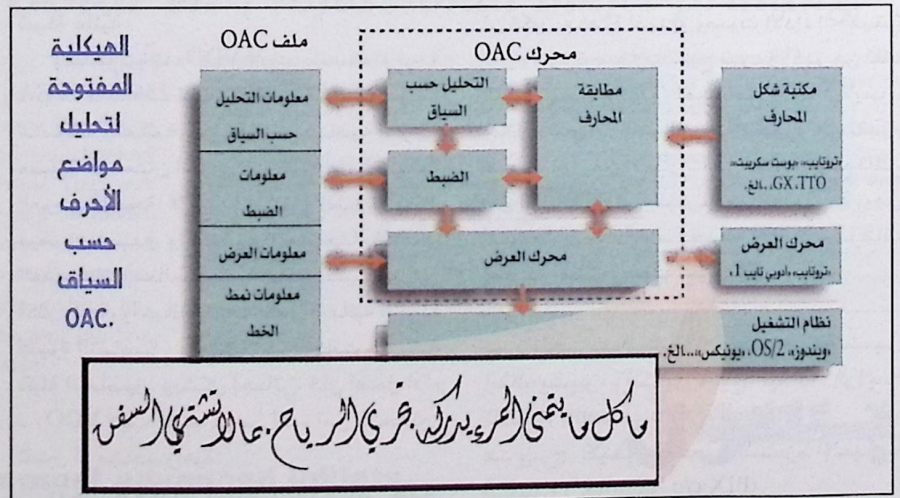 الهيكلية
المفتوحة
لتحليل
مواضع
الأحرف
حسب
السياق
OAC.
ملف OAC
معلومات التحليل
حسب السياق
معلومات
الضبط
معلومات العرض
معلومات نمط
الخط
محرك OAC
التحليل حسب
السياق
الضبط
مطابقة
المحارف
محرك العرض
مكتبة شكل
المحارف
«تروتايب» «بوست سكريبت»
GX،TTO...الخ.
محرك العرض
«تروتايب» «ادوبي تايب 1»
نظام التشغيل
«ويندوز»، OS/2، «يونيكس»...الخ.
ما كل ما يتمنى المرء يدركه تجري الرياح بما لا تشتهي السفن